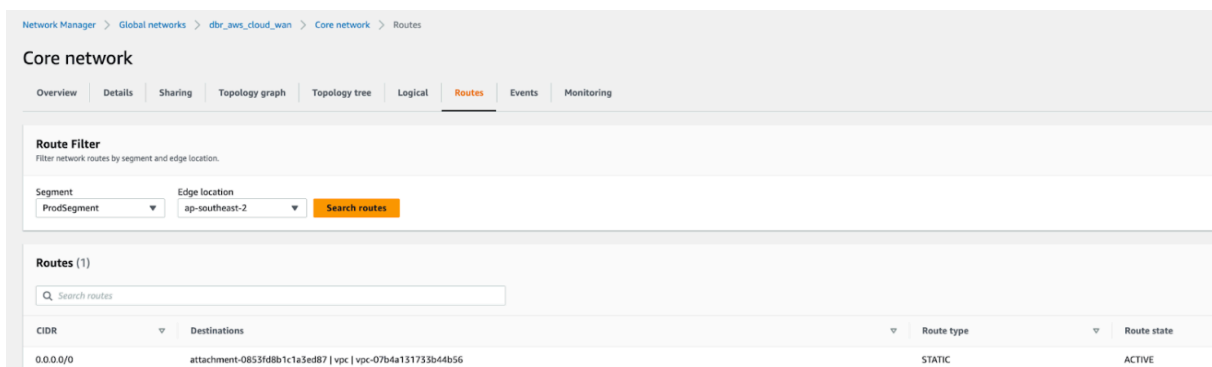 Network Manager > Global networks > dbr_aws_cloud_wan > Core network > Routes
Core network
Overview Details Sharing Topology graph Topology tree Logical Routes Events Monitoring
Route Filter
Filter network routes by segment and edge location.
Segment Edge location
ProdSegment ap-southeast-2 Search routes
Routes (1)
Search routes
CIDR Destinations Route type Route state
0.0.0.0/0 attachment-0853fd8b1c1a3ed87 | vpc | vpc-07b4a131733b44b56 STATIC ACTIVE